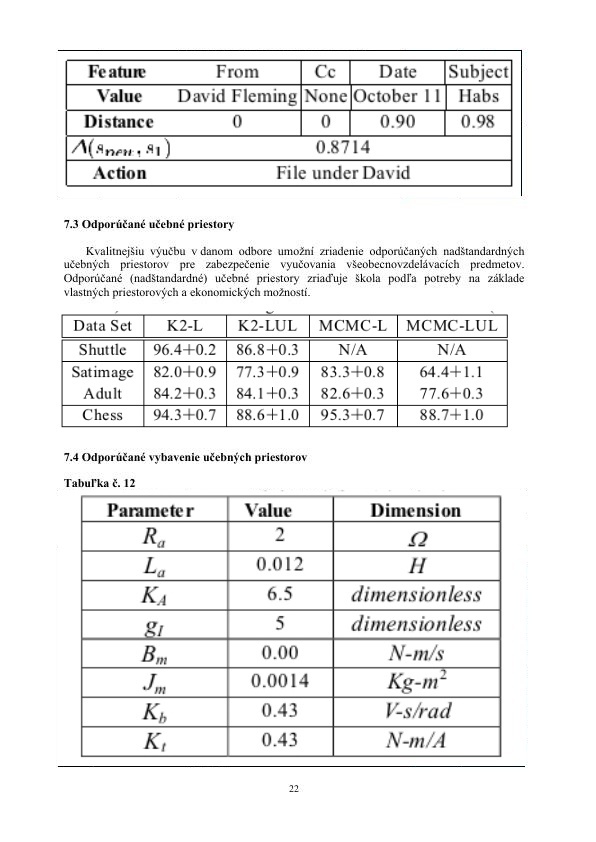 Feature From Cc Date Subject
Value David Fleming None October 11 Habs
Distance 0 0 0.90 0.98
Λ(s_new, s_1) 0.8714
Action File under David
7.3 Odporúčané učebné priestory
Kvalitnejšiu výučbu v danom odbore umožní zriadenie odporúčaných nadštandardných
učebných priestorov pre zabezpečenie vyučovania všeobecnovzdelávacích predmetov.
Odporúčané (nadštandardné) učebné priestory zriaďuje škola podľa potreby na základe
vlastných priestorových a ekonomických možností.
Data Set K2-L K2-LUL MCMC-L MCMC-LUL
Shuttle 96.4+0.2 86.8+0.3 N/A N/A
Satimage 82.0+0.9 77.3+0.9 83.3+0.8 64.4+1.1
Adult 84.2+0.3 84.1+0.3 82.6+0.3 77.6+0.3
Chess 94.3+0.7 88.6+1.0 95.3+0.7 88.7+1.0
7.4 Odporúčané vybavenie učebných priestorov
Tabuľka č. 12
Parameter Value Dimension
R_a 2 Ω
L_a 0.012 H
K_A 6.5 dimensionless
g_I 5 dimensionless
B_m 0.00 N-m/s
J_m 0.0014 Kg-m²
K_b 0.43 V-s/rad
K_t 0.43 N-m/A
22